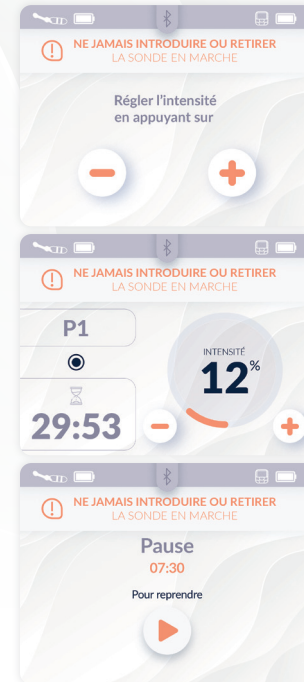 NE JAMAIS INTRODUIRE OU RETIRER
LA SONDE EN MARCHE
Régler l'intensité
en appuyant sur
NE JAMAIS INTRODUIRE OU RETIRER
LA SONDE EN MARCHE
P1
INTENSITÉ
12%
29:53
NE JAMAIS INTRODUIRE OU RETIRER
LA SONDE EN MARCHE
Pause
07:30
Pour reprendre